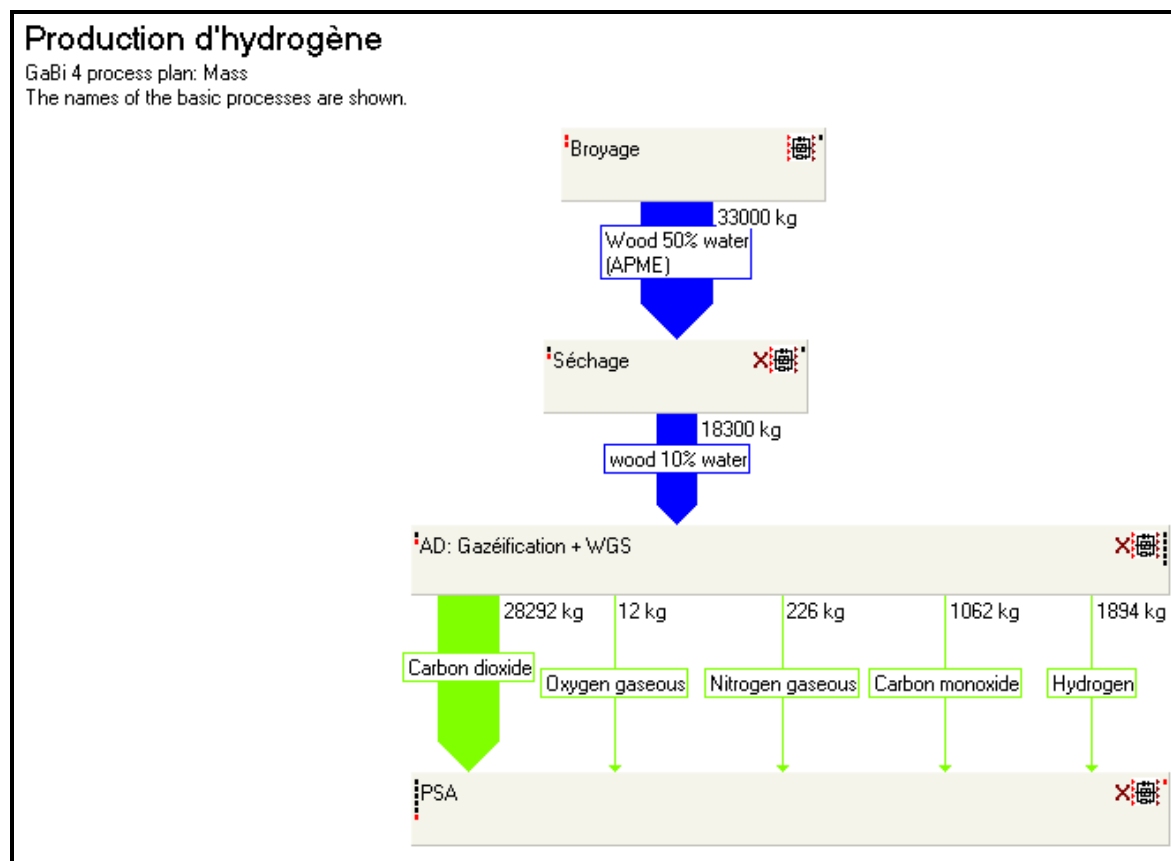 Production d'hydrogène
GaBi 4 process plan: Mass
The names of the basic processes are shown.
Broyage
33000 kg
Wood 50% water
(APME)
Séchage
18300 kg
wood 10% water
AD: Gazéification + WGS
28292 kg
12 kg
226 kg
1062 kg
1894 kg
Carbon dioxide
Oxygen gaseous
Nitrogen gaseous
Carbon monoxide
Hydrogen
PSA